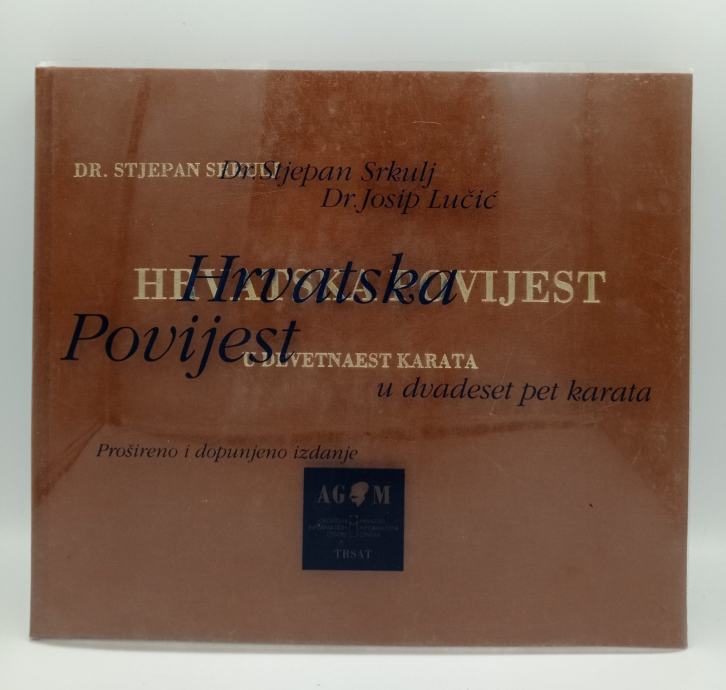 DR. STJEPAN SRKULJ
Dr. Stjepan Srkulj
Dr. Josip Lučić
HRVATSKA POVIJEST
Hrvatska
Povijest
U DEVETNAEST KARATA
u dvadeset pet karata
Prošireno i dopunjeno izdanje
AG M
TRSAT